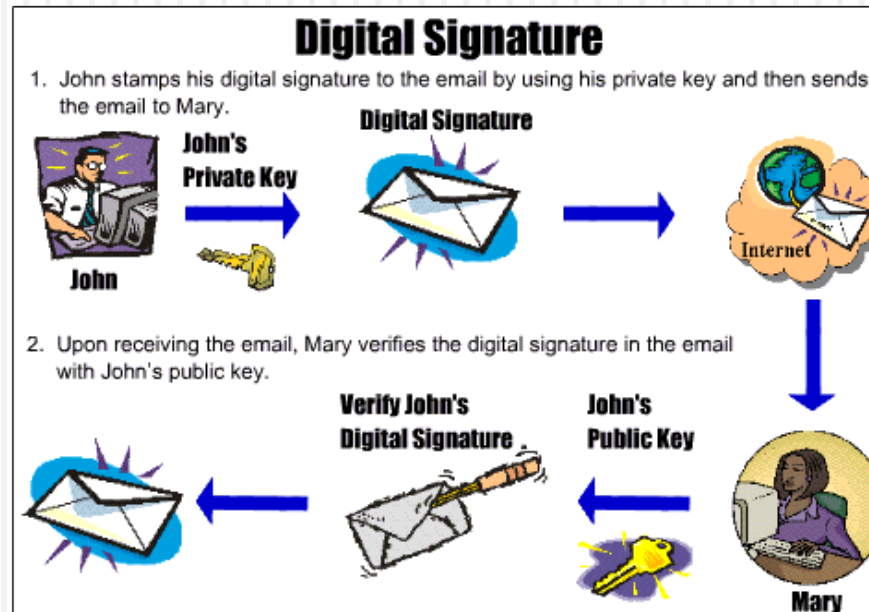 Digital Signature
1. John stamps his digital signature to the email by using his private key and then sends
the email to Mary.
John's
Private Key
Digital Signature
Internet
John
2. Upon receiving the email, Mary verifies the digital signature in the email
with John's public key.
Verify John's
Digital Signature
John's
Public Key
Mary